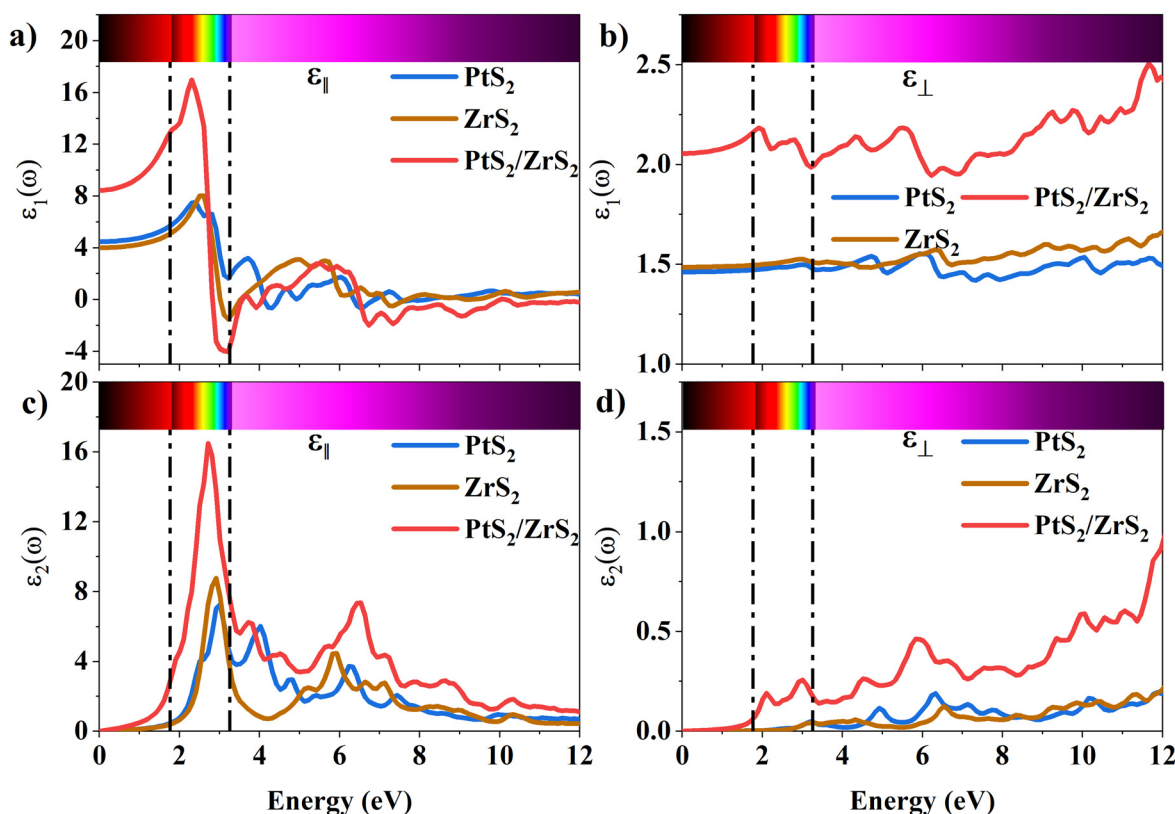 a)
20
16
12
8
4
0
-4
ε₁(ω)
ε∥
PtS₂
ZrS₂
PtS₂/ZrS₂
b)
2.5
2.0
1.5
1.0
ε₁(ω)
ε⊥
PtS₂
PtS₂/ZrS₂
ZrS₂
c)
20
16
12
8
4
0
ε₂(ω)
ε∥
PtS₂
ZrS₂
PtS₂/ZrS₂
0 2 4 6 8 10 12
Energy (eV)
d)
1.5
1.0
0.5
0.0
ε₂(ω)
ε⊥
PtS₂
ZrS₂
PtS₂/ZrS₂
0 2 4 6 8 10 12
Energy (eV)